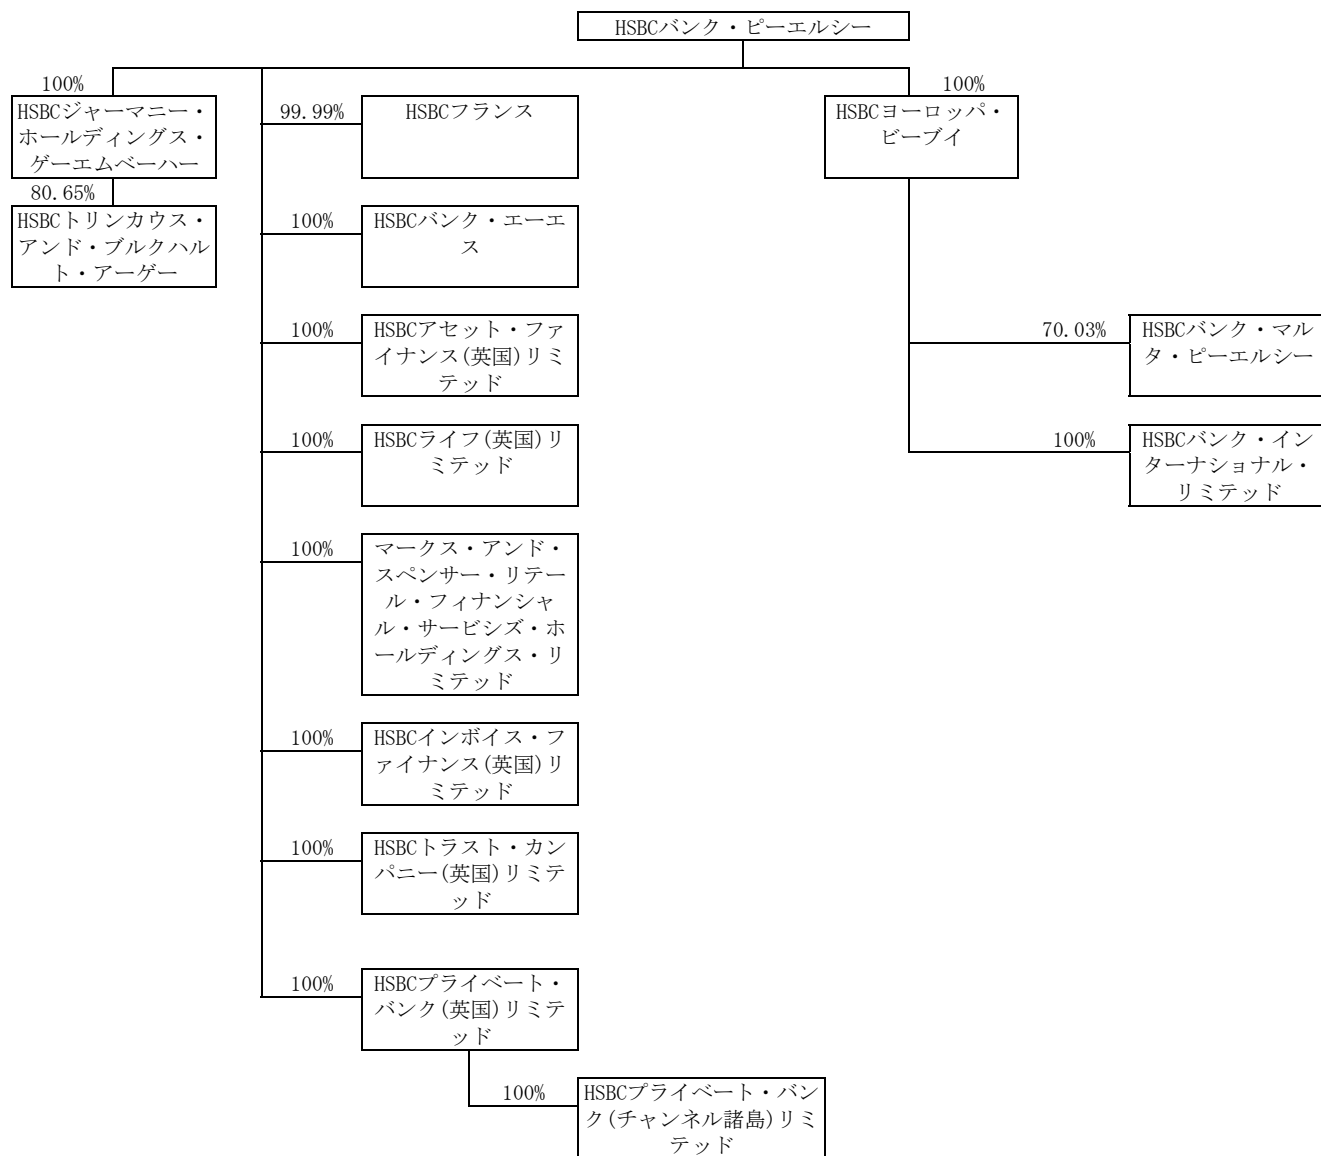 HSBCバンク・ピーエルシー
100%
HSBCジャーマニー・
ホールディングス・
ゲーエムベーハー
80.65%
HSBCトリンカウス・
アンド・ブルクハル
ト・アーゲー
99.99%
HSBCフランス
100%
HSBCバンク・エーエ
ス
100%
HSBCアセット・ファ
イナンス(英国)リミ
テッド
100%
HSBCライフ(英国)リ
ミテッド
100%
マークス・アンド・
スペンサー・リテー
ル・フィナンシャ
ル・サービシズ・ホ
ールディングス・リ
ミテッド
100%
HSBCインボイス・フ
ァイナンス(英国)リ
ミテッド
100%
HSBCトラスト・カン
パニー(英国)リミテ
ッド
100%
HSBCプライベート・
バンク(英国)リミテ
ッド
100%
HSBCプライベート・バン
ク(チャンネル諸島)リミ
テッド
100%
HSBCヨーロッパ・
ビーブイ
70.03%
HSBCバンク・マル
タ・ピーエルシー
100%
HSBCバンク・イン
ターナショナル・
リミテッド